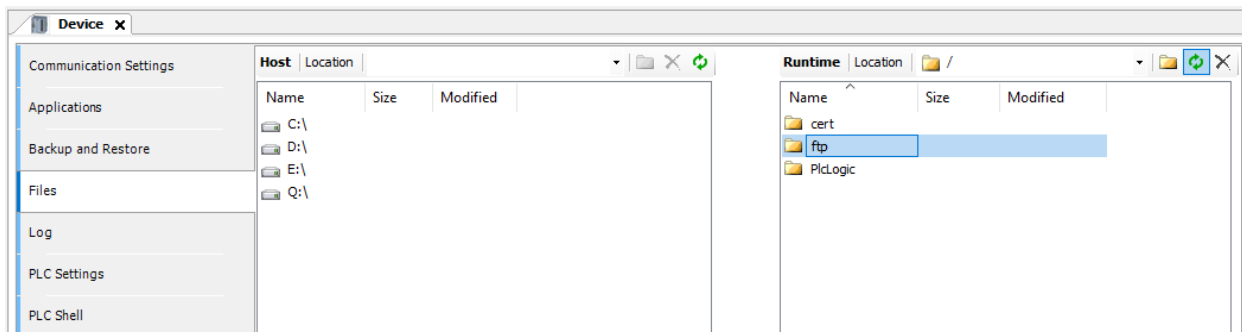 Device
Communication Settings
Applications
Backup and Restore
Files
Log
PLC Settings
PLC Shell
Host Location
Name Size Modified
C:\
D:\
E:\
Q:\
Runtime Location /
Name Size Modified
cert
ftp
PlcLogic